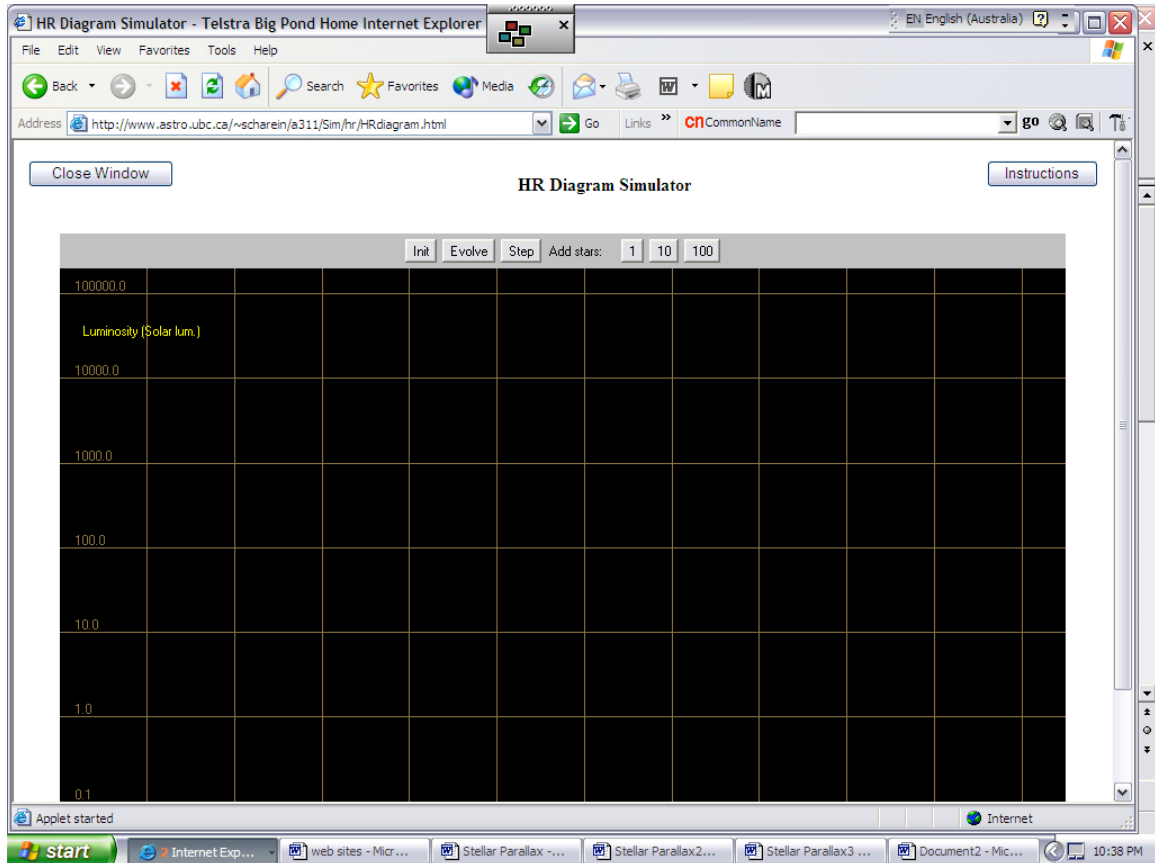 HR Diagram Simulator - Telstra Big Pond Home Internet Explorer
EN English (Australia)
File Edit View Favorites Tools Help
Back Search Favorites Media
Address http://www.astro.ubc.ca/~scharein/a311/Sim/hr/HRdiagram.html Go Links » cnCommonName go
Close Window
HR Diagram Simulator
Instructions
Init Evolve Step Add stars: 1 10 100
100000.0
Luminosity (Solar lum.)
10000.0
1000.0
100.0
10.0
1.0
0.1
Applet started
Internet
start 2 Internet Exp... web sites - Micr... Stellar Parallax -... Stellar Parallax2... Stellar Parallax3 ... Document2 - Mic... 10:38 PM